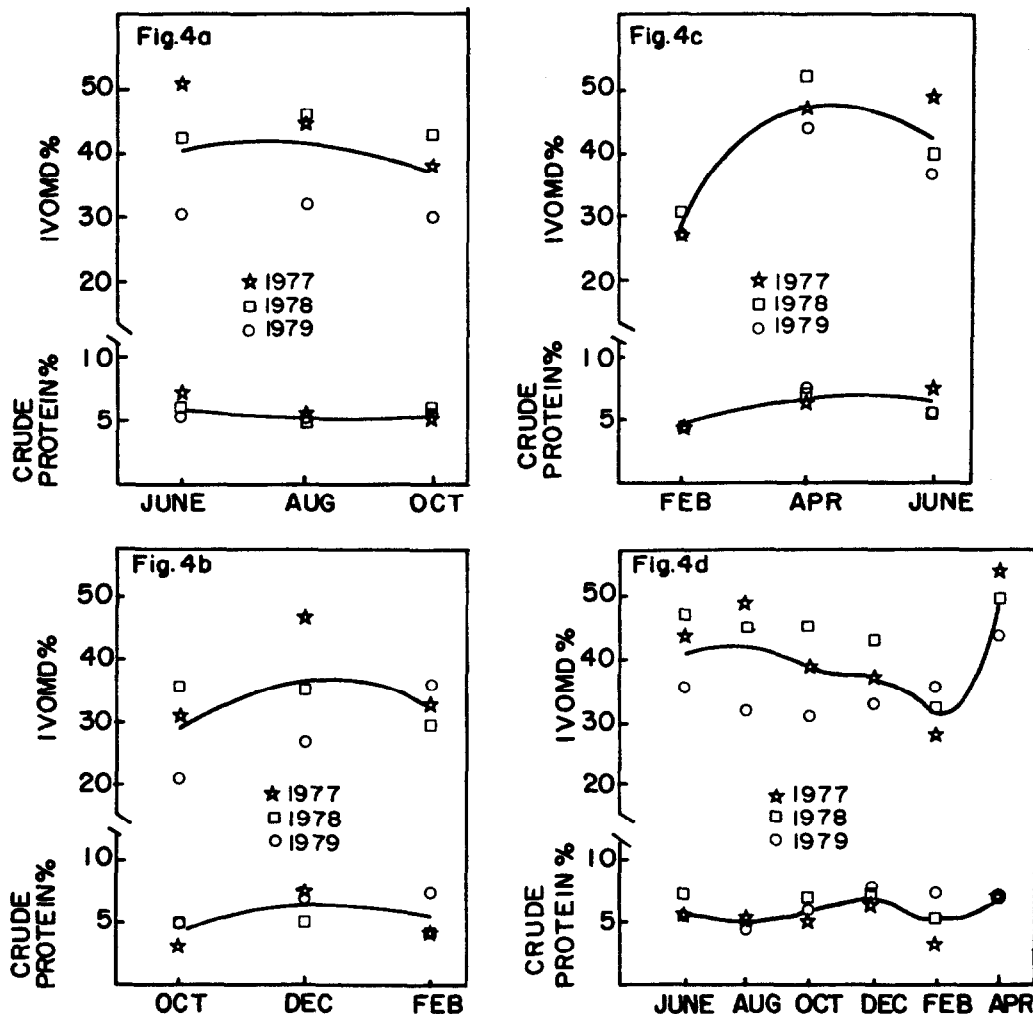 Fig.4a
50
40
30
20
10
5
IVOMD%
CRUDE
PROTEIN%
1977
1978
1979
JUNE AUG OCT
Fig.4c
50
40
30
20
10
5
IVOMD%
CRUDE
PROTEIN%
1977
1978
1979
FEB APR JUNE
Fig.4b
50
40
30
20
10
5
IVOMD%
CRUDE
PROTEIN%
1977
1978
1979
OCT DEC FEB
Fig.4d
50
40
30
20
10
5
IVOMD%
CRUDE
PROTEIN%
1977
1978
1979
JUNE AUG OCT DEC FEB APR